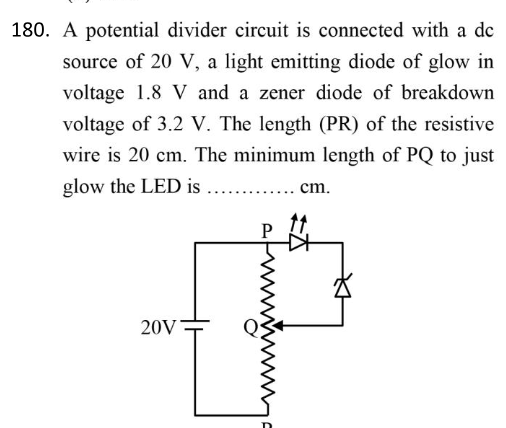 180. A potential divider circuit is connected with a dc
source of 20 V, a light emitting diode of glow in
voltage 1.8 V and a zener diode of breakdown
voltage of 3.2 V. The length (PR) of the resistive
wire is 20 cm. The minimum length of PQ to just
glow the LED is ............. cm.
P
20V
Q